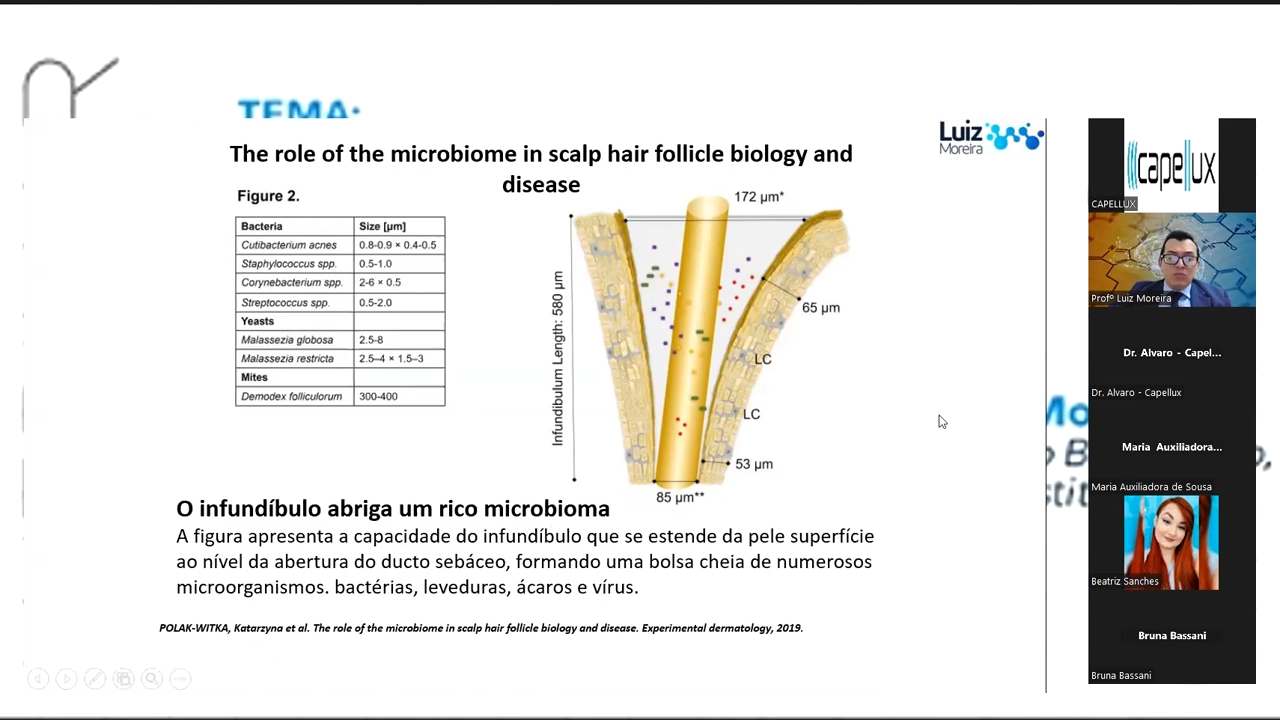 TEMA:
The role of the microbiome in scalp hair follicle biology and
disease
Luiz
Moreira
Figure 2.
Bacteria Size [µm]
Cutibacterium acnes 0.8-0.9 × 0.4-0.5
Staphylococcus spp. 0.5-1.0
Corynebacterium spp. 2-6 × 0.5
Streptococcus spp. 0.5-2.0
Yeasts
Malassezia globosa 2.5-8
Malassezia restricta 2.5–4 × 1.5–3
Mites
Demodex folliculorum 300-400
172 µm*
Infundibulum Length: 580 µm
65 µm
LC
LC
53 µm
85 µm**
O infundíbulo abriga um rico microbioma
A figura apresenta a capacidade do infundíbulo que se estende da pele superfície
ao nível da abertura do ducto sebáceo, formando uma bolsa cheia de numerosos
microorganismos. bactérias, leveduras, ácaros e vírus.
POLAK-WITKA, Katarzyna et al. The role of the microbiome in scalp hair follicle biology and disease. Experimental dermatology, 2019.
capellux
CAPELLUX
Profº Luiz Moreira
Dr. Alvaro - Capel...
Dr. Alvaro - Capellux
Maria Auxiliadora...
Maria Auxiliadora de Sousa
Beatriz Sanches
Bruna Bassani
Bruna Bassani